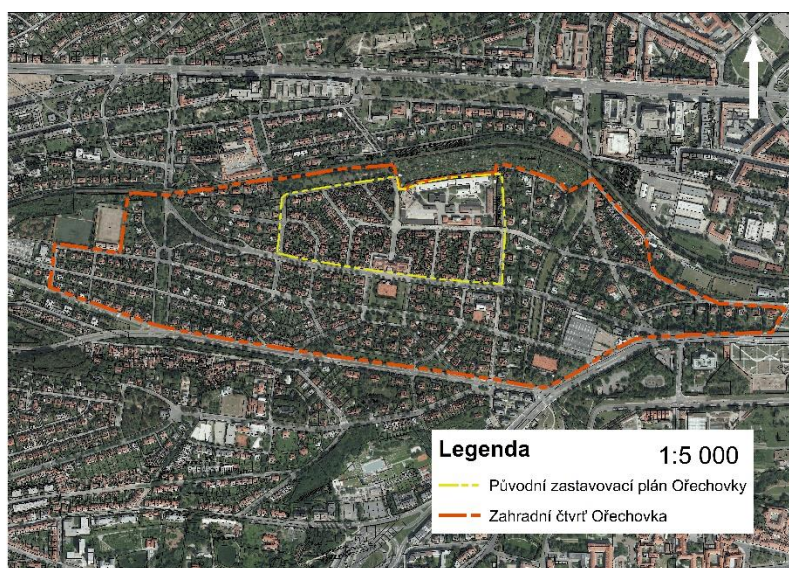 Legenda
1:5 000
Původní zastavovací plán Ořechovky
Zahradní čtvrť Ořechovka